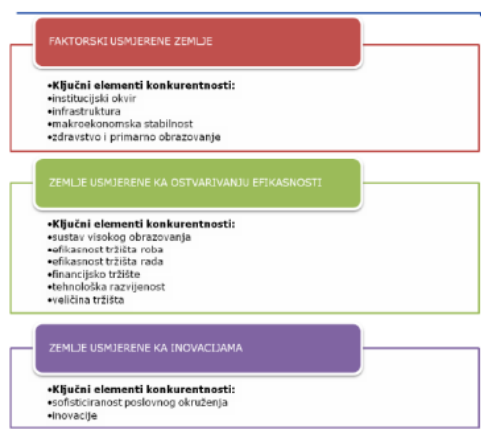 FAKTORSKI USMJERENE ZEMLJE
•Ključni elementi konkurentnosti:
•institucijski okvir
•infrastruktura
•makroekonomska stabilnost
•zdravstvo i primarno obrazovanje
ZEMLJE USMJERENE KA OSTVARIVANJU EFIKASNOSTI
•Ključni elementi konkurentnosti:
•sustav visokog obrazovanja
•efikasnost tržišta roba
•efikasnost tržišta rada
•financijsko tržište
•tehnološka razvijenost
•veličina tržišta
ZEMLJE USMJERENE KA INOVACIJAMA
•Ključni elementi konkurentnosti:
•sofisticiranost poslovnog okruženja
•inovacije